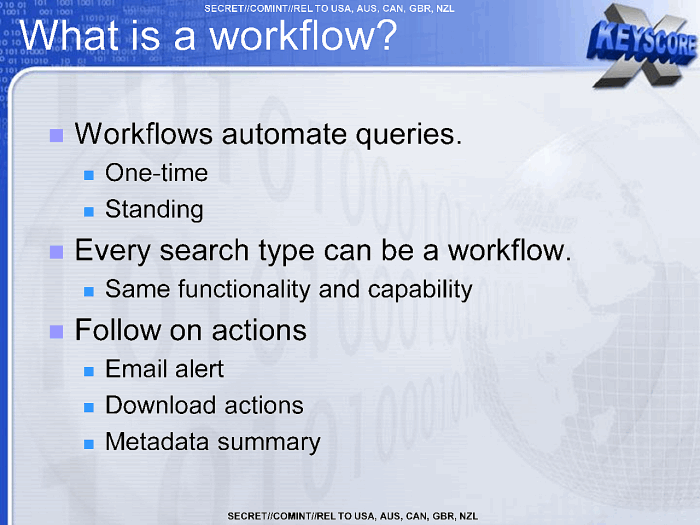 SECRET//COMINT//REL TO USA, AUS, CAN, GBR, NZL
What is a workflow?
X KEYSCORE
Workflows automate queries.
One-time
Standing
Every search type can be a workflow.
Same functionality and capability
Follow on actions
Email alert
Download actions
Metadata summary
SECRET//COMINT//REL TO USA, AUS, CAN, GBR, NZL